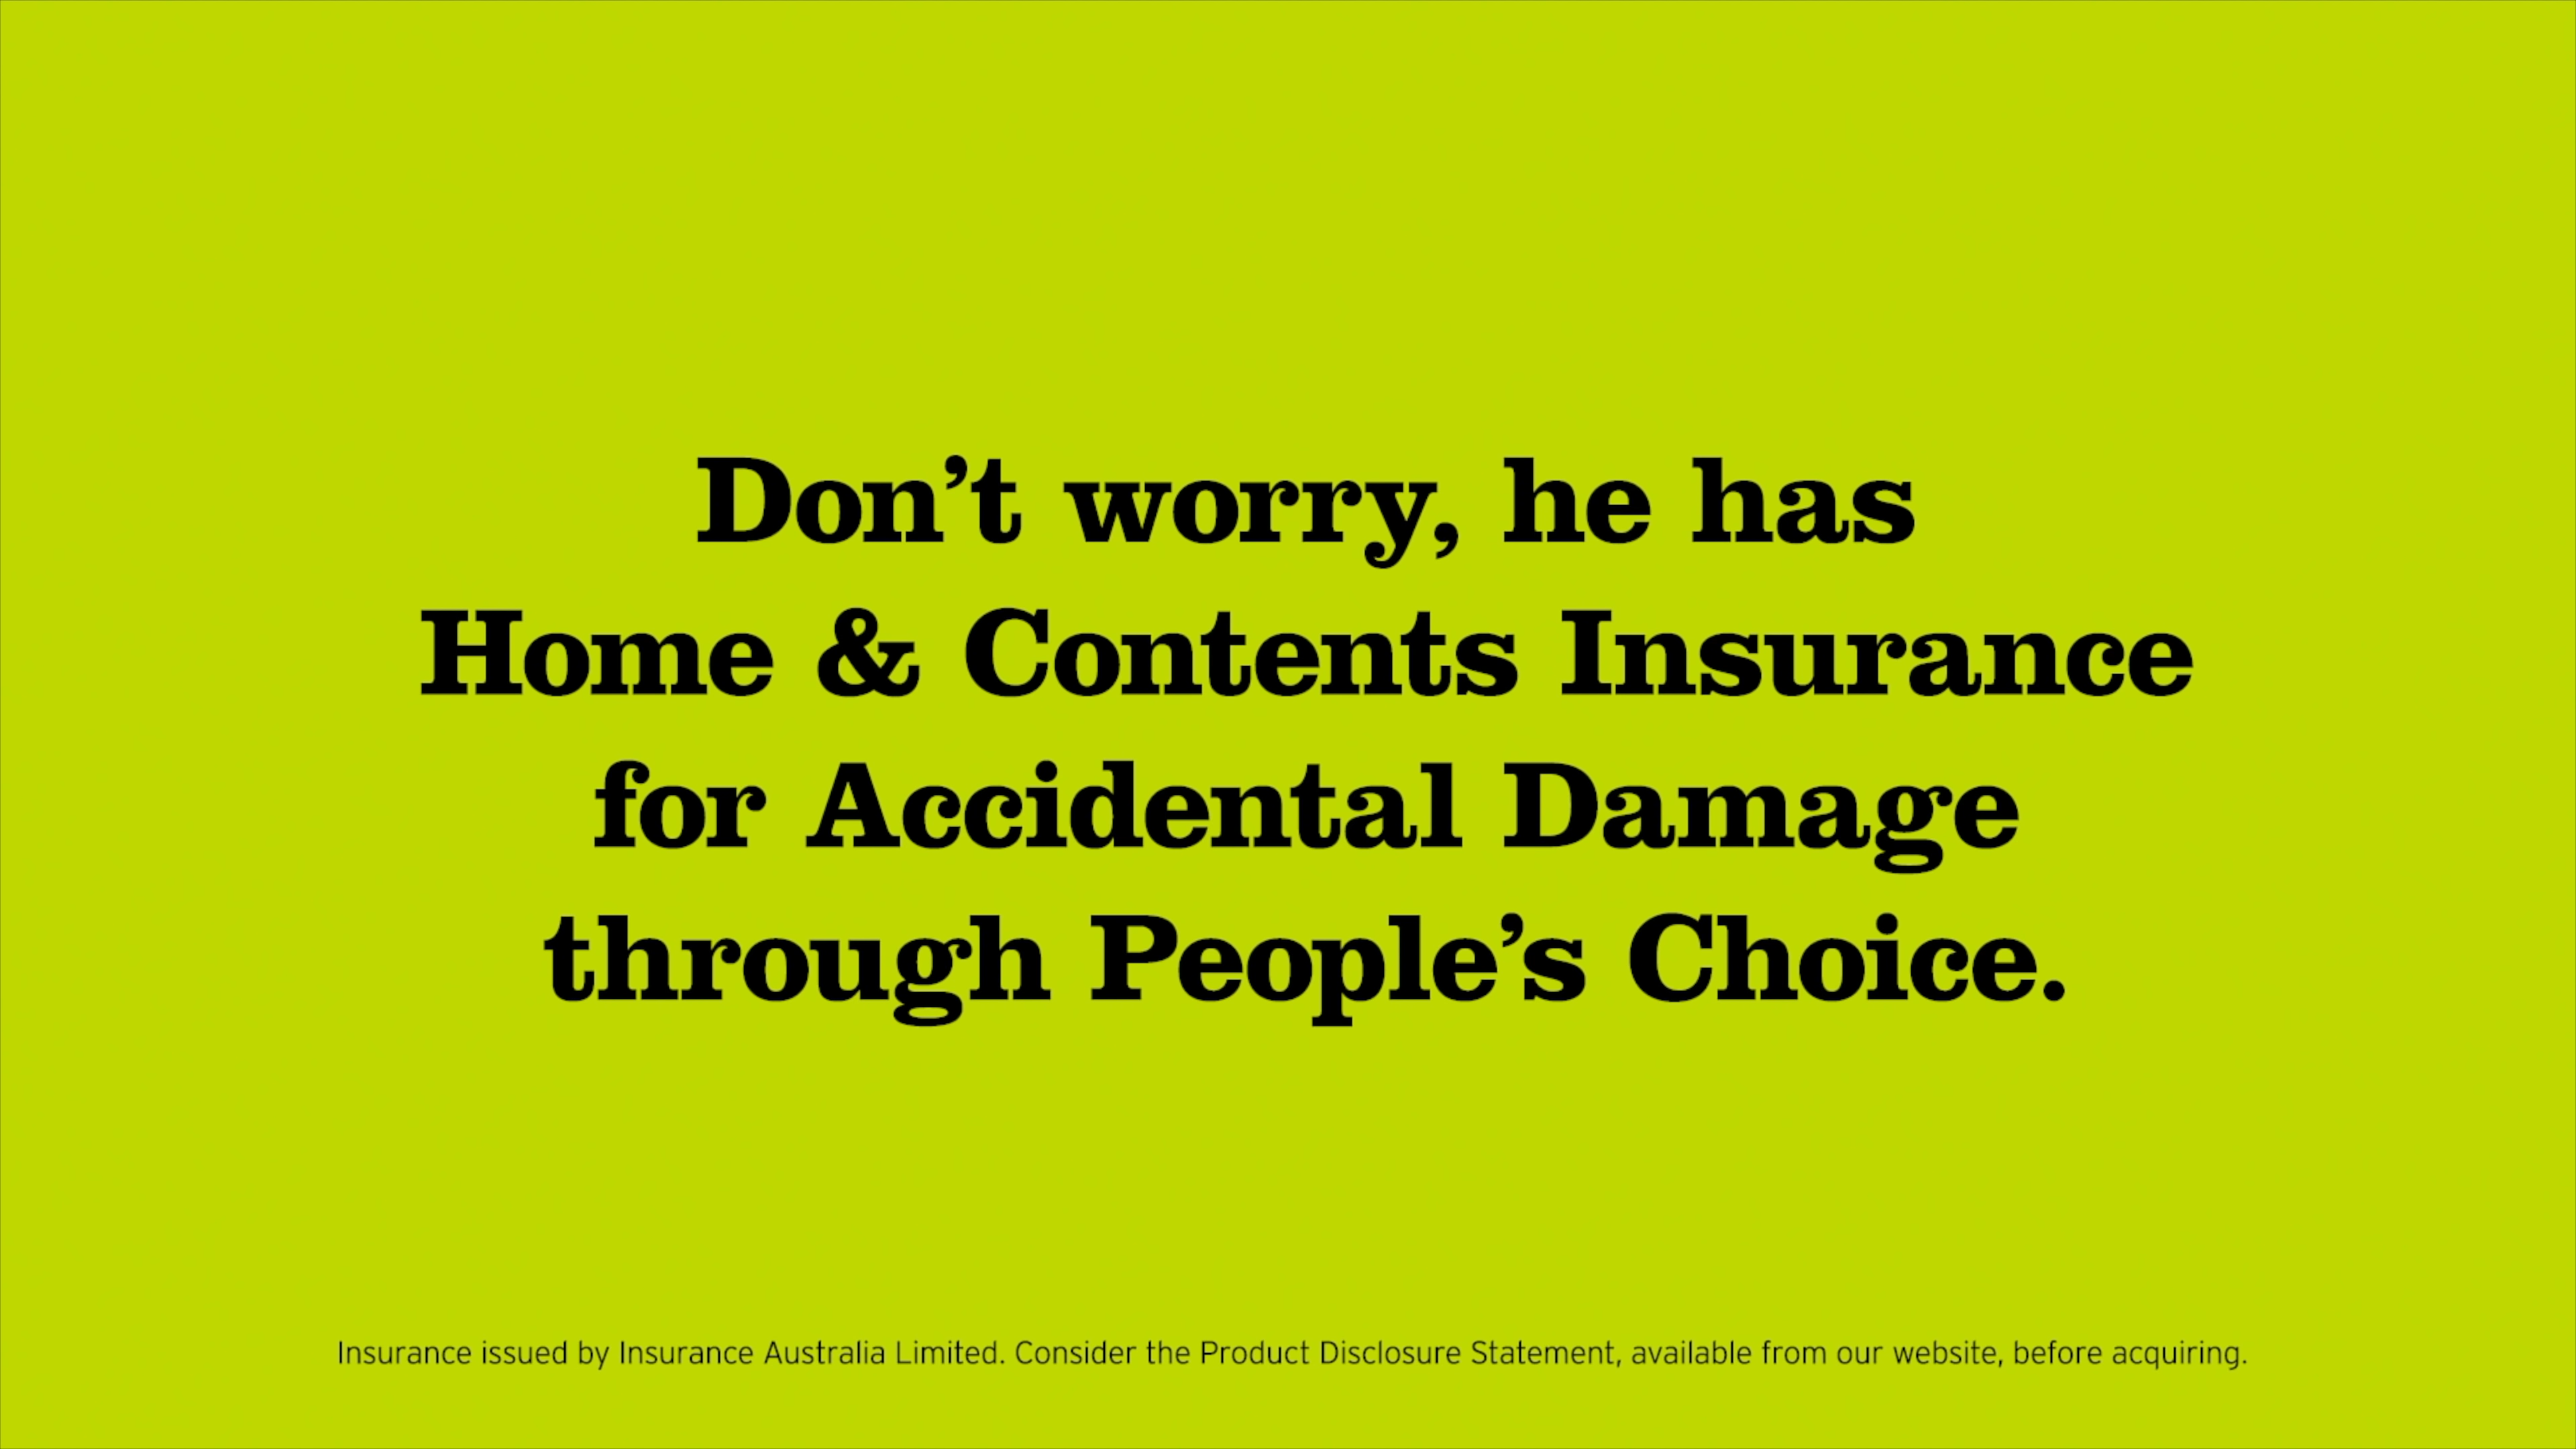 Don’t worry, he has
Home & Contents Insurance
for Accidental Damage
through People’s Choice.
Insurance issued by Insurance Australia Limited. Consider the Product Disclosure Statement, available from our website, before acquiring.